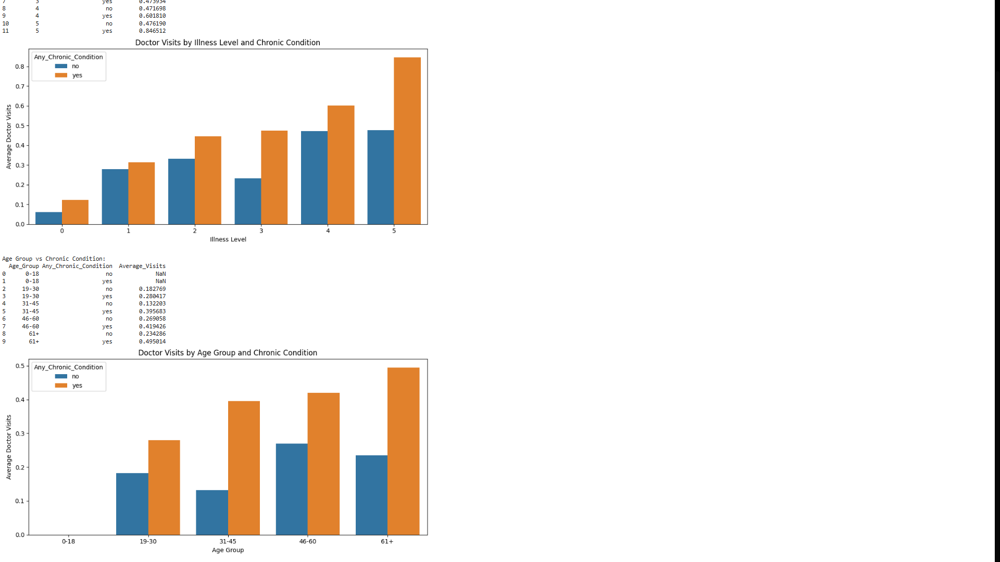 7 3 yes 0.473934
8 4 no 0.471698
9 4 yes 0.601810
10 5 no 0.476190
11 5 yes 0.846512
Doctor Visits by Illness Level and Chronic Condition
Any_Chronic_Condition
no
yes
Average Doctor Visits
0.8
0.7
0.6
0.5
0.4
0.3
0.2
0.1
0.0
0 1 2 3 4 5
Illness Level
Age Group vs Chronic Condition:
Age_Group Any_Chronic_Condition Average_Visits
0 0-18 no NaN
1 0-18 yes NaN
2 19-30 no 0.182769
3 19-30 yes 0.280417
4 31-45 no 0.132203
5 31-45 yes 0.395683
6 46-60 no 0.269058
7 46-60 yes 0.419426
8 61+ no 0.234286
9 61+ yes 0.495014
Doctor Visits by Age Group and Chronic Condition
Any_Chronic_Condition
no
yes
Average Doctor Visits
0.5
0.4
0.3
0.2
0.1
0.0
0-18 19-30 31-45 46-60 61+
Age Group